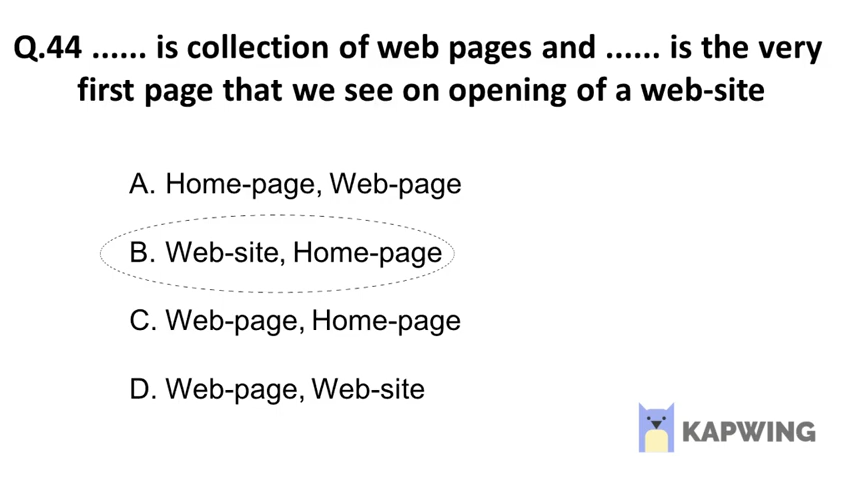 Q.44 ...... is collection of web pages and ...... is the very
first page that we see on opening of a web-site
A. Home-page, Web-page
B. Web-site, Home-page
C. Web-page, Home-page
D. Web-page, Web-site
KAPWING